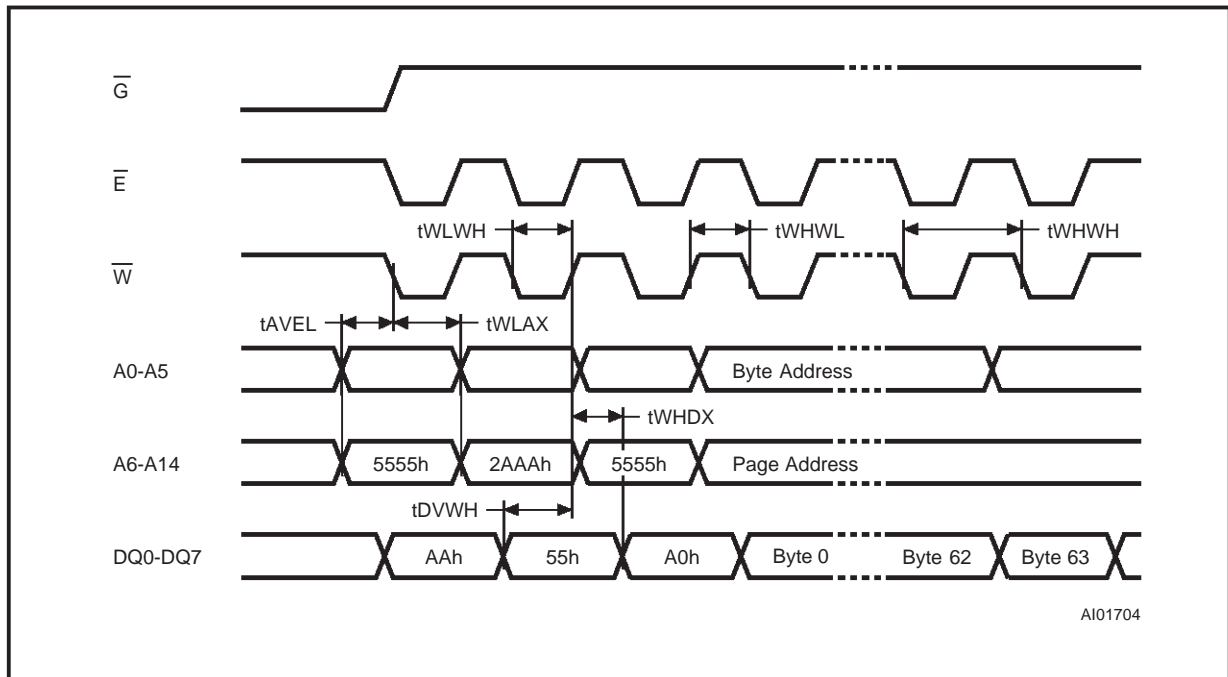 G
E
tWLWH
tWHWL
tWHWH
W
tAVEL
tWLAX
A0-A5
Byte Address
tWHDX
A6-A14
5555h
2AAAh
5555h
Page Address
tDVWH
DQ0-DQ7
AAh
55h
A0h
Byte 0
Byte 62
Byte 63
AI01704